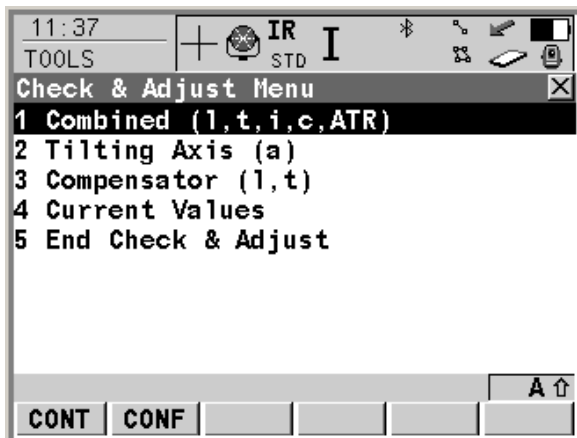 11:37
TOOLS
IR
STD
I
Check & Adjust Menu
1 Combined (l,t,i,c,ATR)
2 Tilting Axis (a)
3 Compensator (l,t)
4 Current Values
5 End Check & Adjust
A
CONT CONF